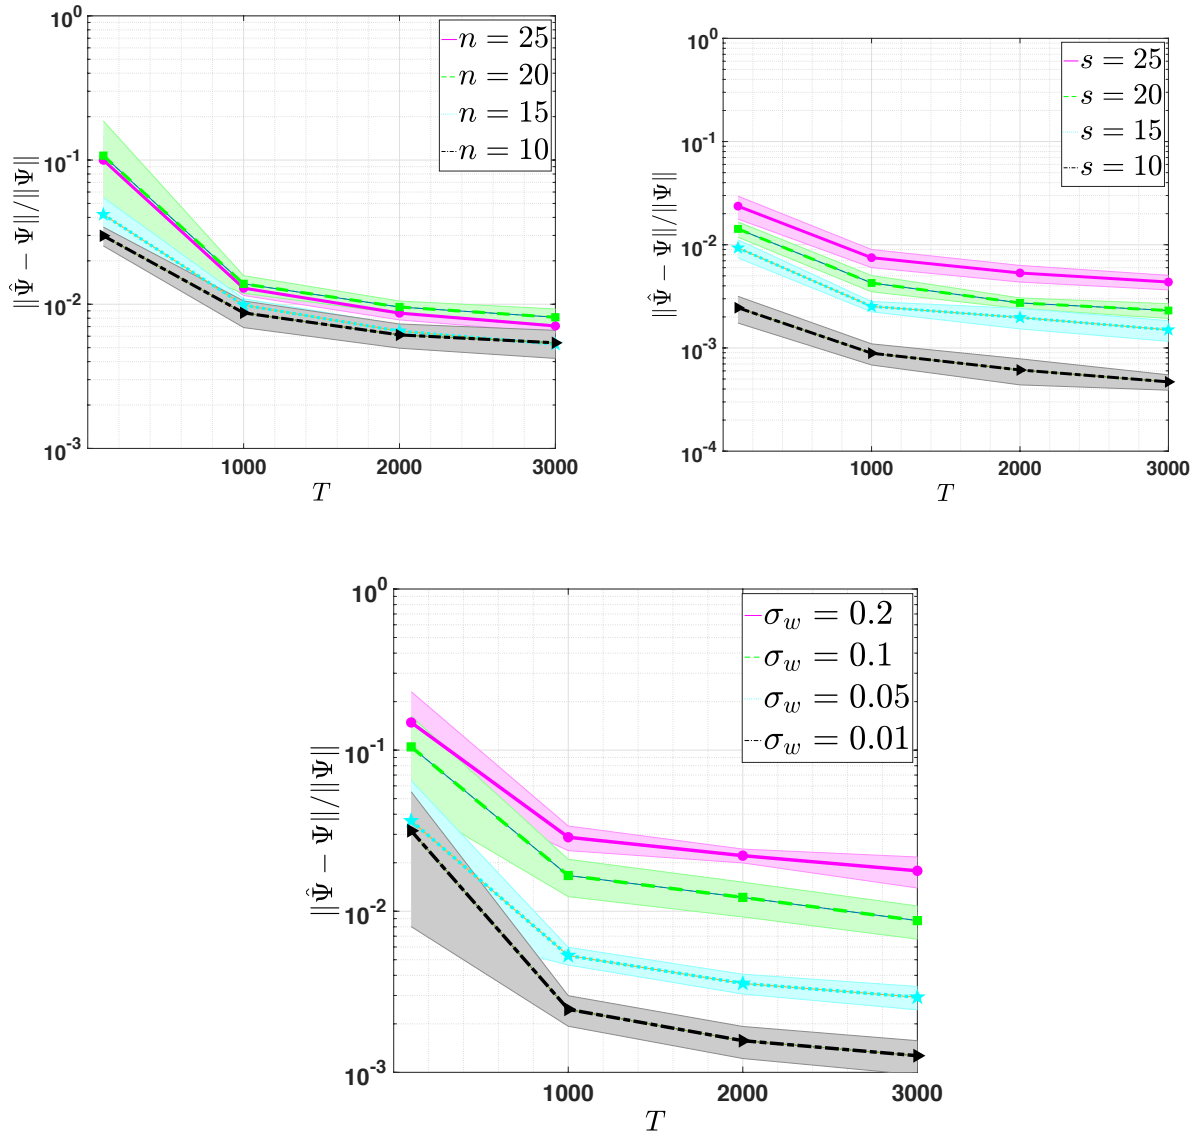 10^0
10^{-1}
10^{-2}
10^{-3}
‖Ψ̂ − Ψ‖/‖Ψ‖
n = 25
n = 20
n = 15
n = 10
1000 2000 3000
T
10^0
10^{-1}
10^{-2}
10^{-3}
10^{-4}
‖Ψ̂ − Ψ‖/‖Ψ‖
s = 25
s = 20
s = 15
s = 10
1000 2000 3000
T
10^0
10^{-1}
10^{-2}
10^{-3}
‖Ψ̂ − Ψ‖/‖Ψ‖
σ_w = 0.2
σ_w = 0.1
σ_w = 0.05
σ_w = 0.01
1000 2000 3000
T